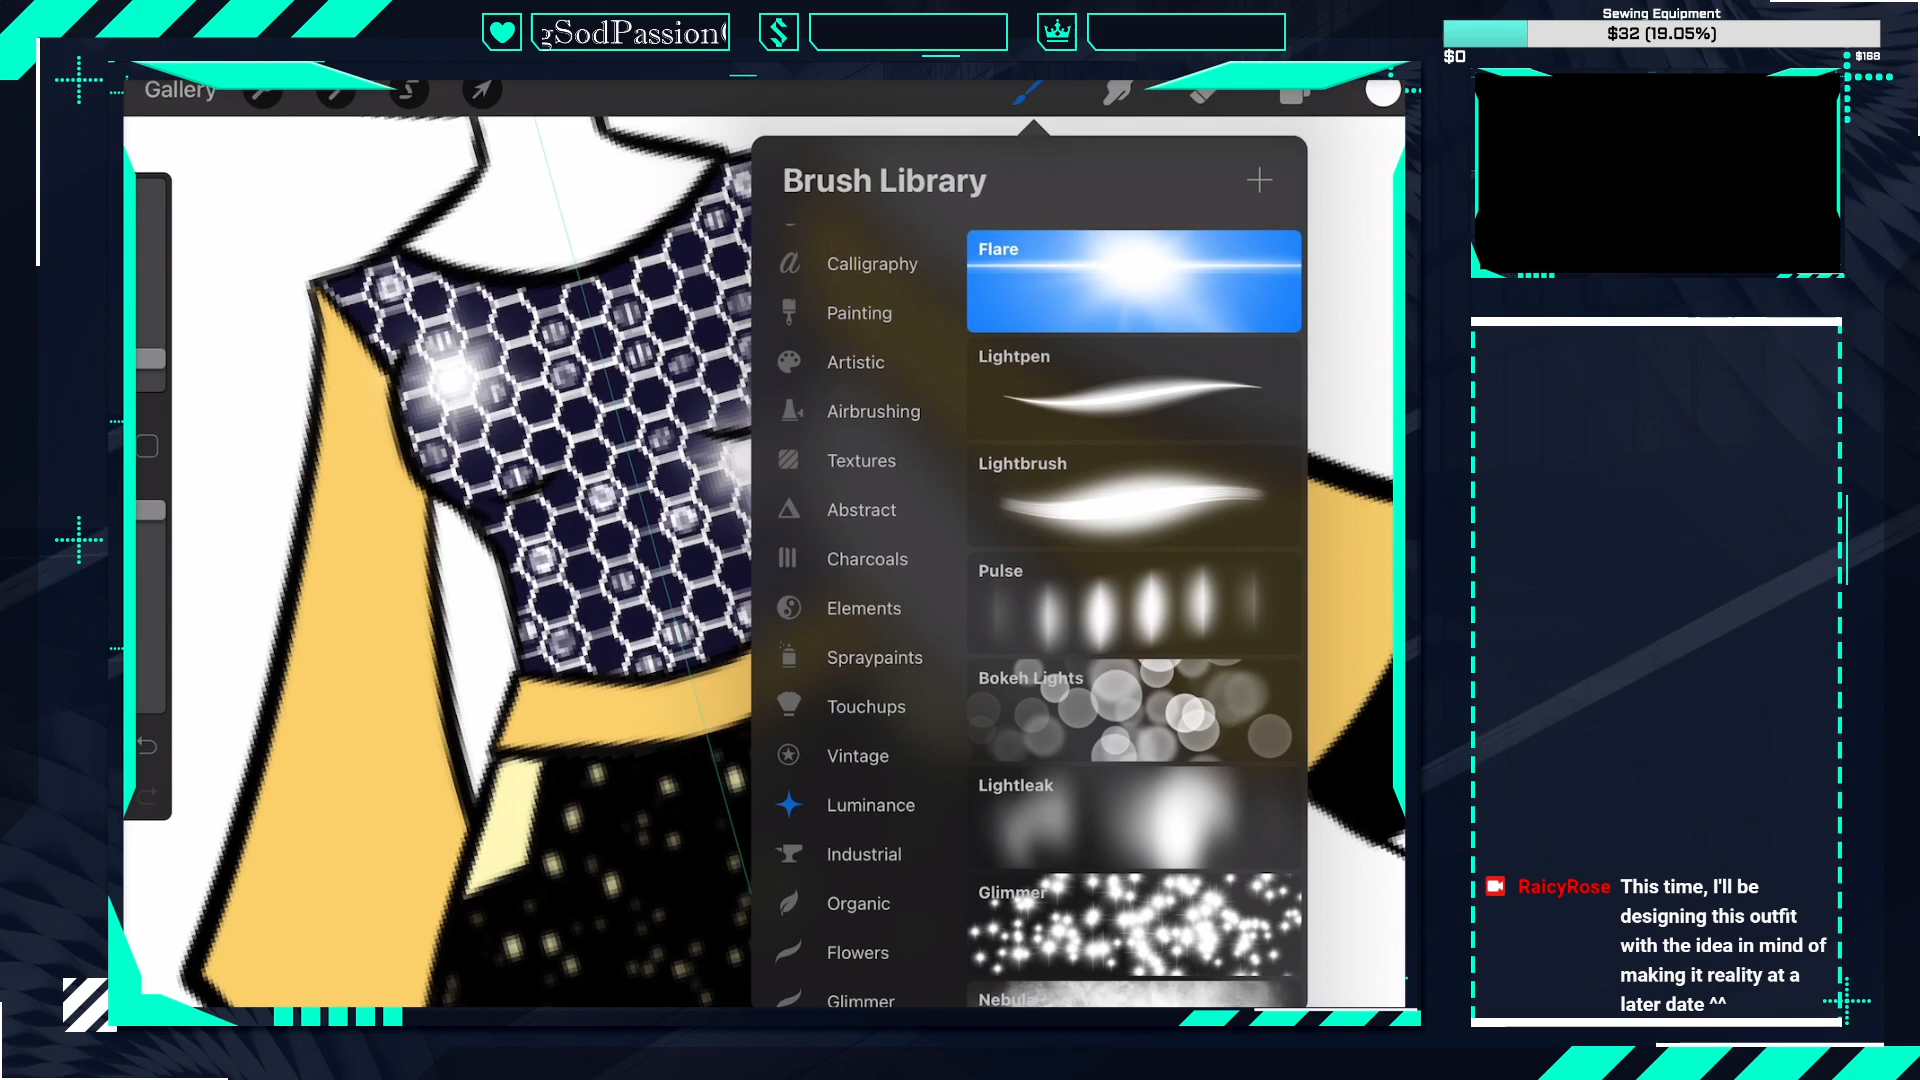 gSodPassion
Sewing Equipment
$32 (19.05%)
$0
$168
Gallery
Brush Library
Calligraphy
Painting
Artistic
Airbrushing
Textures
Abstract
Charcoals
Elements
Spraypaints
Touchups
Vintage
Luminance
Industrial
Organic
Flowers
Glimmer
Flare
Lightpen
Lightbrush
Pulse
Bokeh Lights
Lightleak
Glimmer
Nebula
RaicyRose This time, I'll be
designing this outfit
with the idea in mind of
making it reality at a
later date ^^